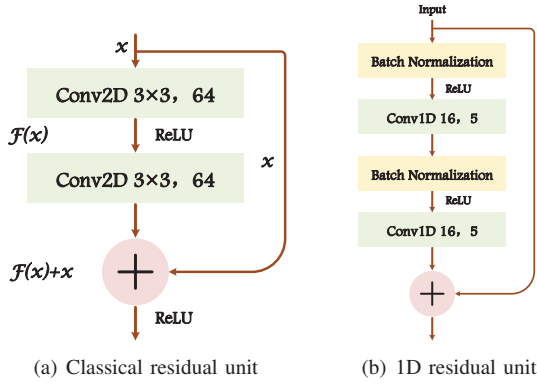 x
Conv2D 3×3, 64
F(x)
ReLU
x
Conv2D 3×3, 64
F(x)+x
ReLU
(a) Classical residual unit
Input
Batch Normalization
ReLU
Conv1D 16, 5
Batch Normalization
ReLU
Conv1D 16, 5
(b) 1D residual unit